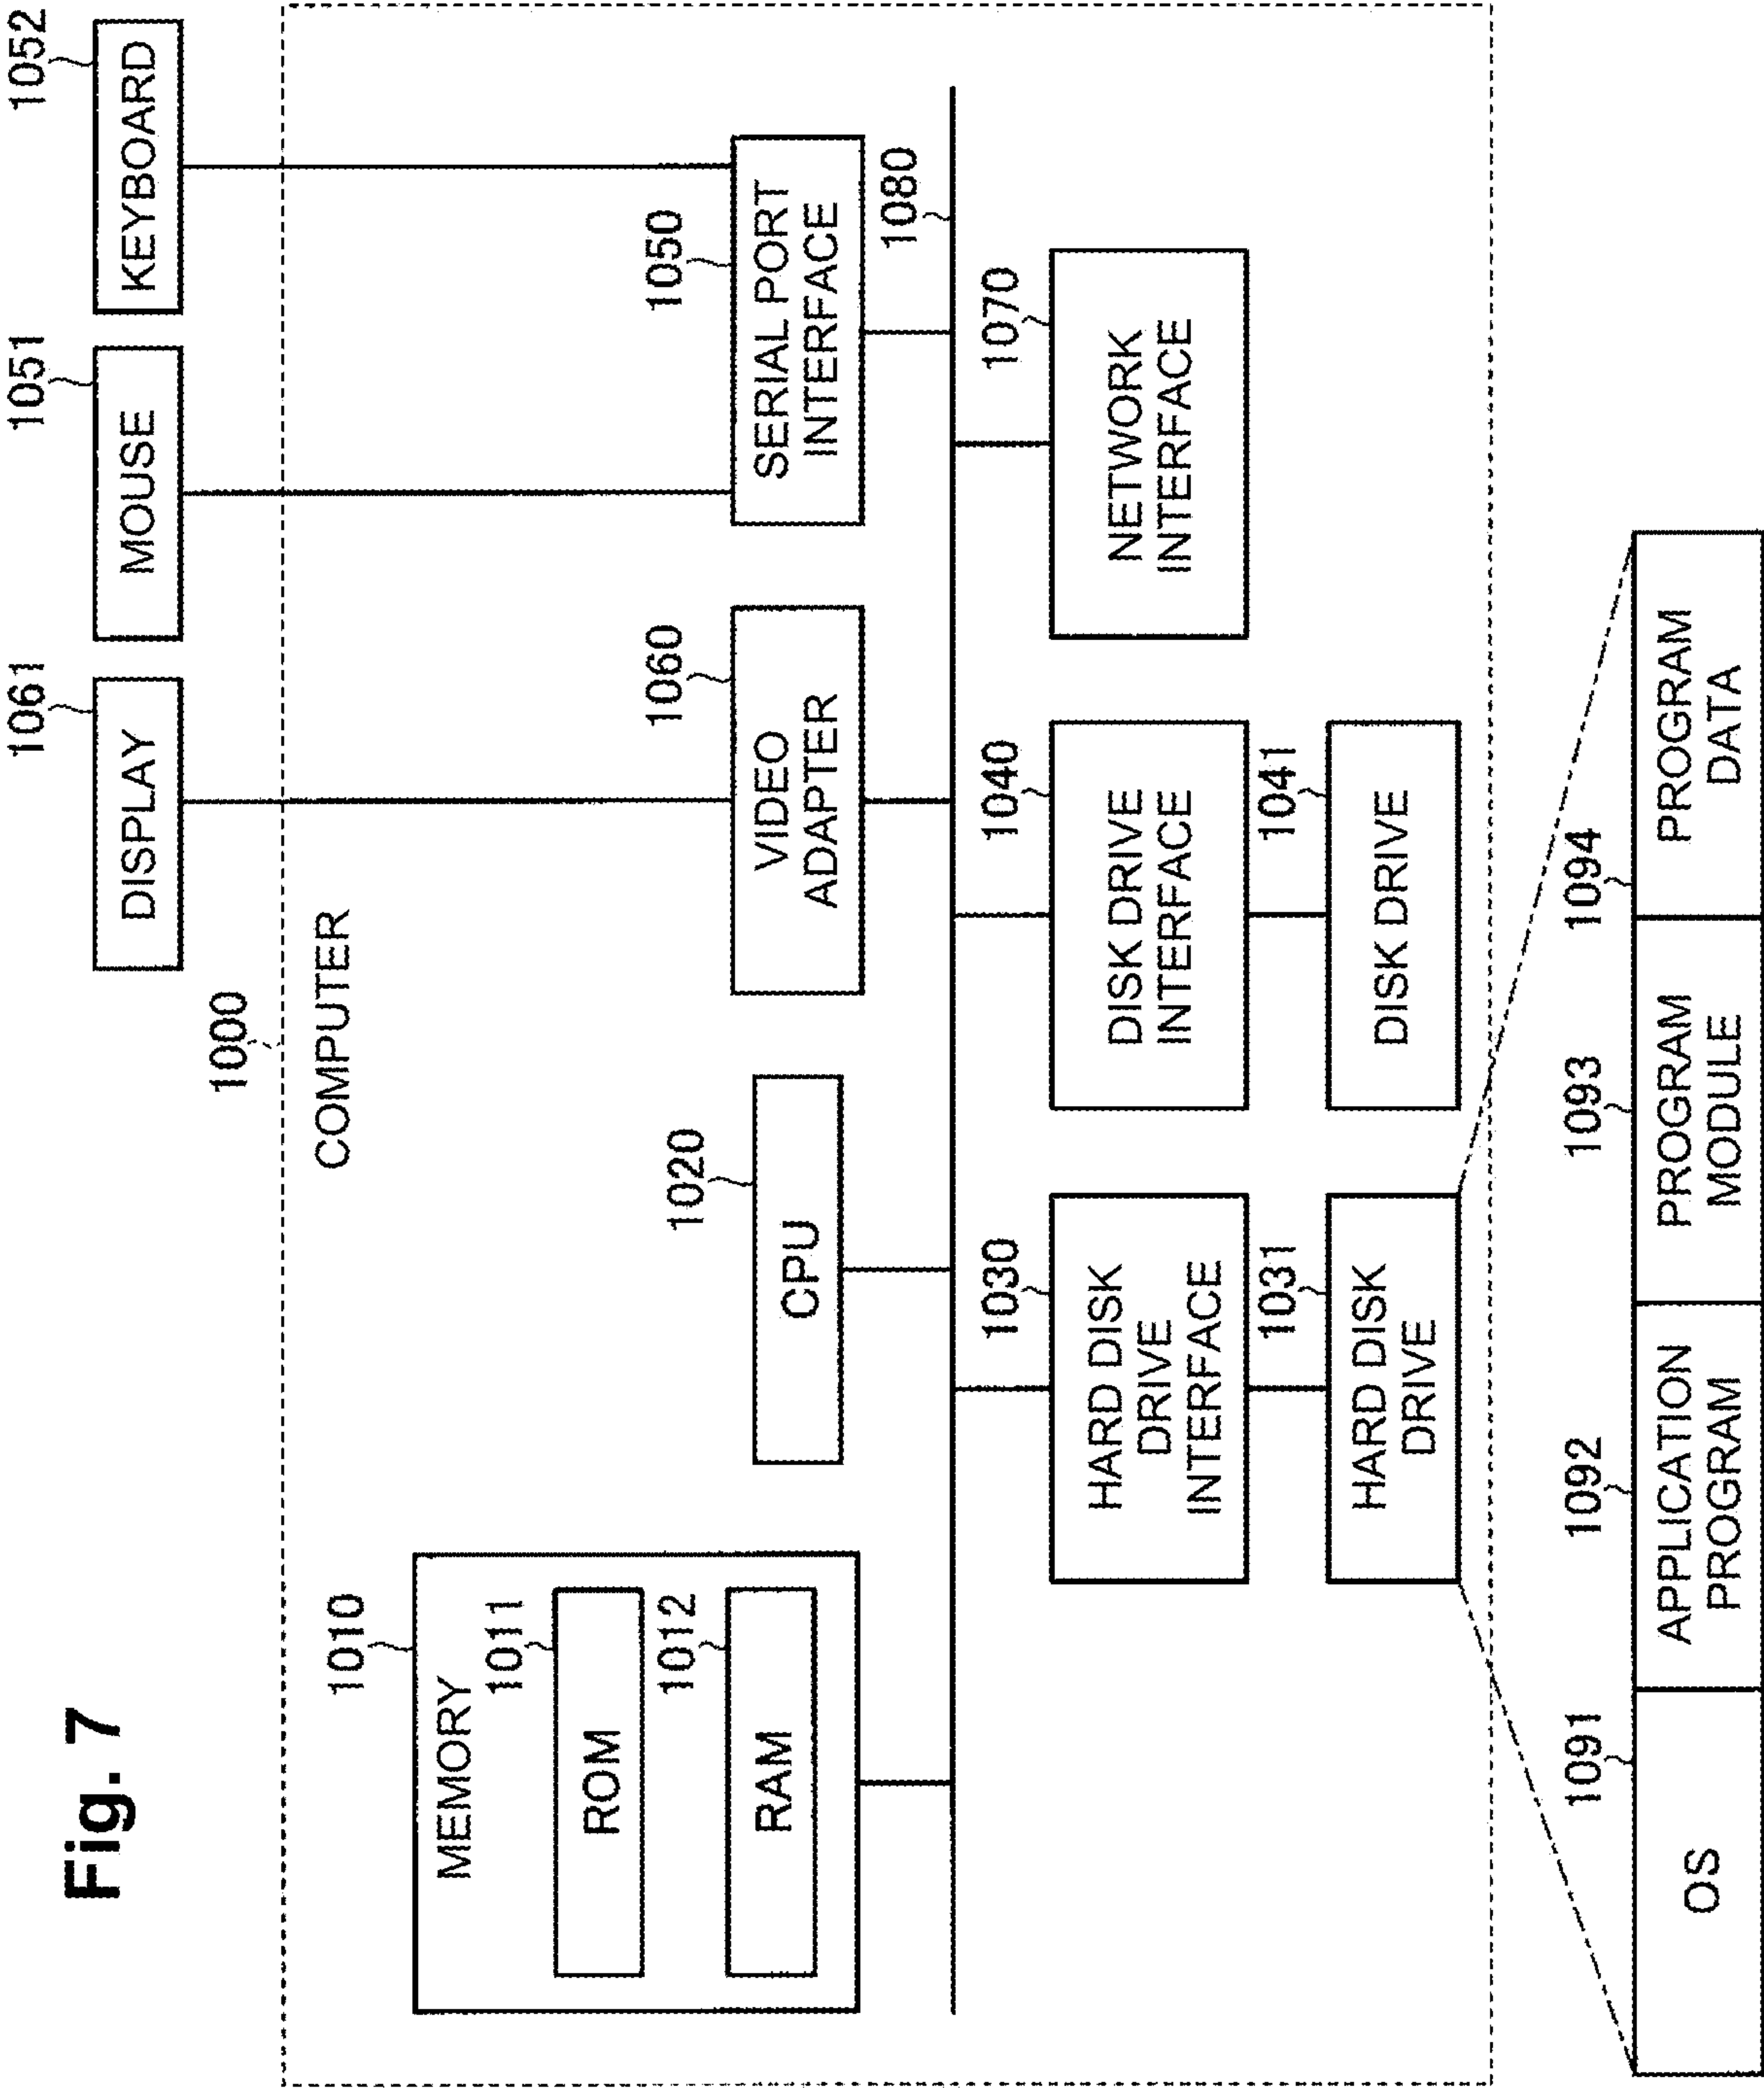 Fig. 7
1061
1051
1052
DISPLAY
MOUSE
KEYBOARD
1000
COMPUTER
1010
MEMORY
1011
ROM
1012
RAM
1020
CPU
1060
VIDEO
ADAPTER
1050
SERIAL PORT
INTERFACE
1080
1030
HARD DISK
DRIVE
INTERFACE
1040
DISK DRIVE
INTERFACE
1070
NETWORK
INTERFACE
1031
HARD DISK
DRIVE
1041
DISK DRIVE
1091
OS
1092
APPLICATION
PROGRAM
1093
PROGRAM
MODULE
1094
PROGRAM
DATA